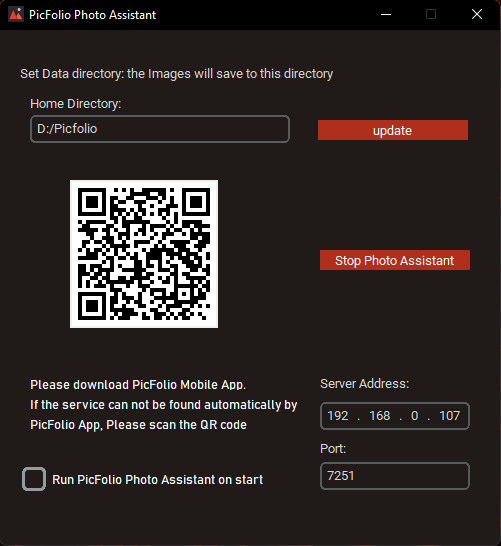 PicFolio Photo Assistant
Set Data directory: the Images will save to this directory
Home Directory:
D:/Picfolio
update
Stop Photo Assistant
Please download PicFolio Mobile App.
If the service can not be found automatically by
PicFolio App, Please scan the QR code
Run PicFolio Photo Assistant on start
Server Address:
192 . 168 . 0 . 107
Port:
7251